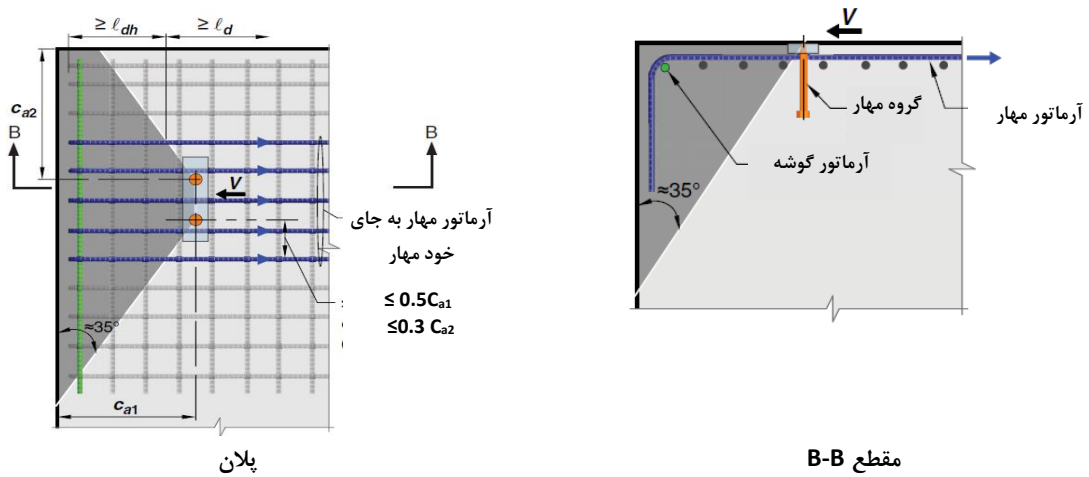 ≥ ℓdh ≥ ℓd
ca2
B B
V
آرماتور مهار به جای
خود مهار
≤ 0.5Ca1
≤0.3 Ca2
≈35°
ca1
پلان
V
آرماتور مهار
گروه مهار
آرماتور گوشه
≈35°
مقطع B-B